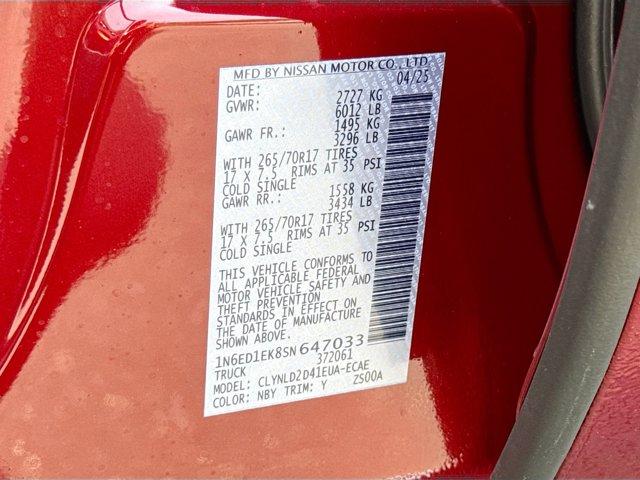 MFD BY NISSAN MOTOR CO., LTD
DATE: 04/25
GVWR: 2727 KG
6012 LB
GAWR FR.: 1495 KG
3296 LB
WITH 265/70R17 TIRES
17 X 7.5 RIMS AT 35 PSI
COLD SINGLE
GAWR RR.: 1558 KG
3434 LB
WITH 265/70R17 TIRES
17 X 7.5 RIMS AT 35 PSI
COLD SINGLE
THIS VEHICLE CONFORMS TO
ALL APPLICABLE FEDERAL
MOTOR VEHICLE SAFETY AND
THEFT PREVENTION
STANDARDS IN EFFECT ON
THE DATE OF MANUFACTURE
SHOWN ABOVE.
1N6ED1EK8SN647033
TRUCK 372061
MODEL: CLYNLD2D41EUA-ECAE
COLOR: NBY TRIM: Y ZS00A